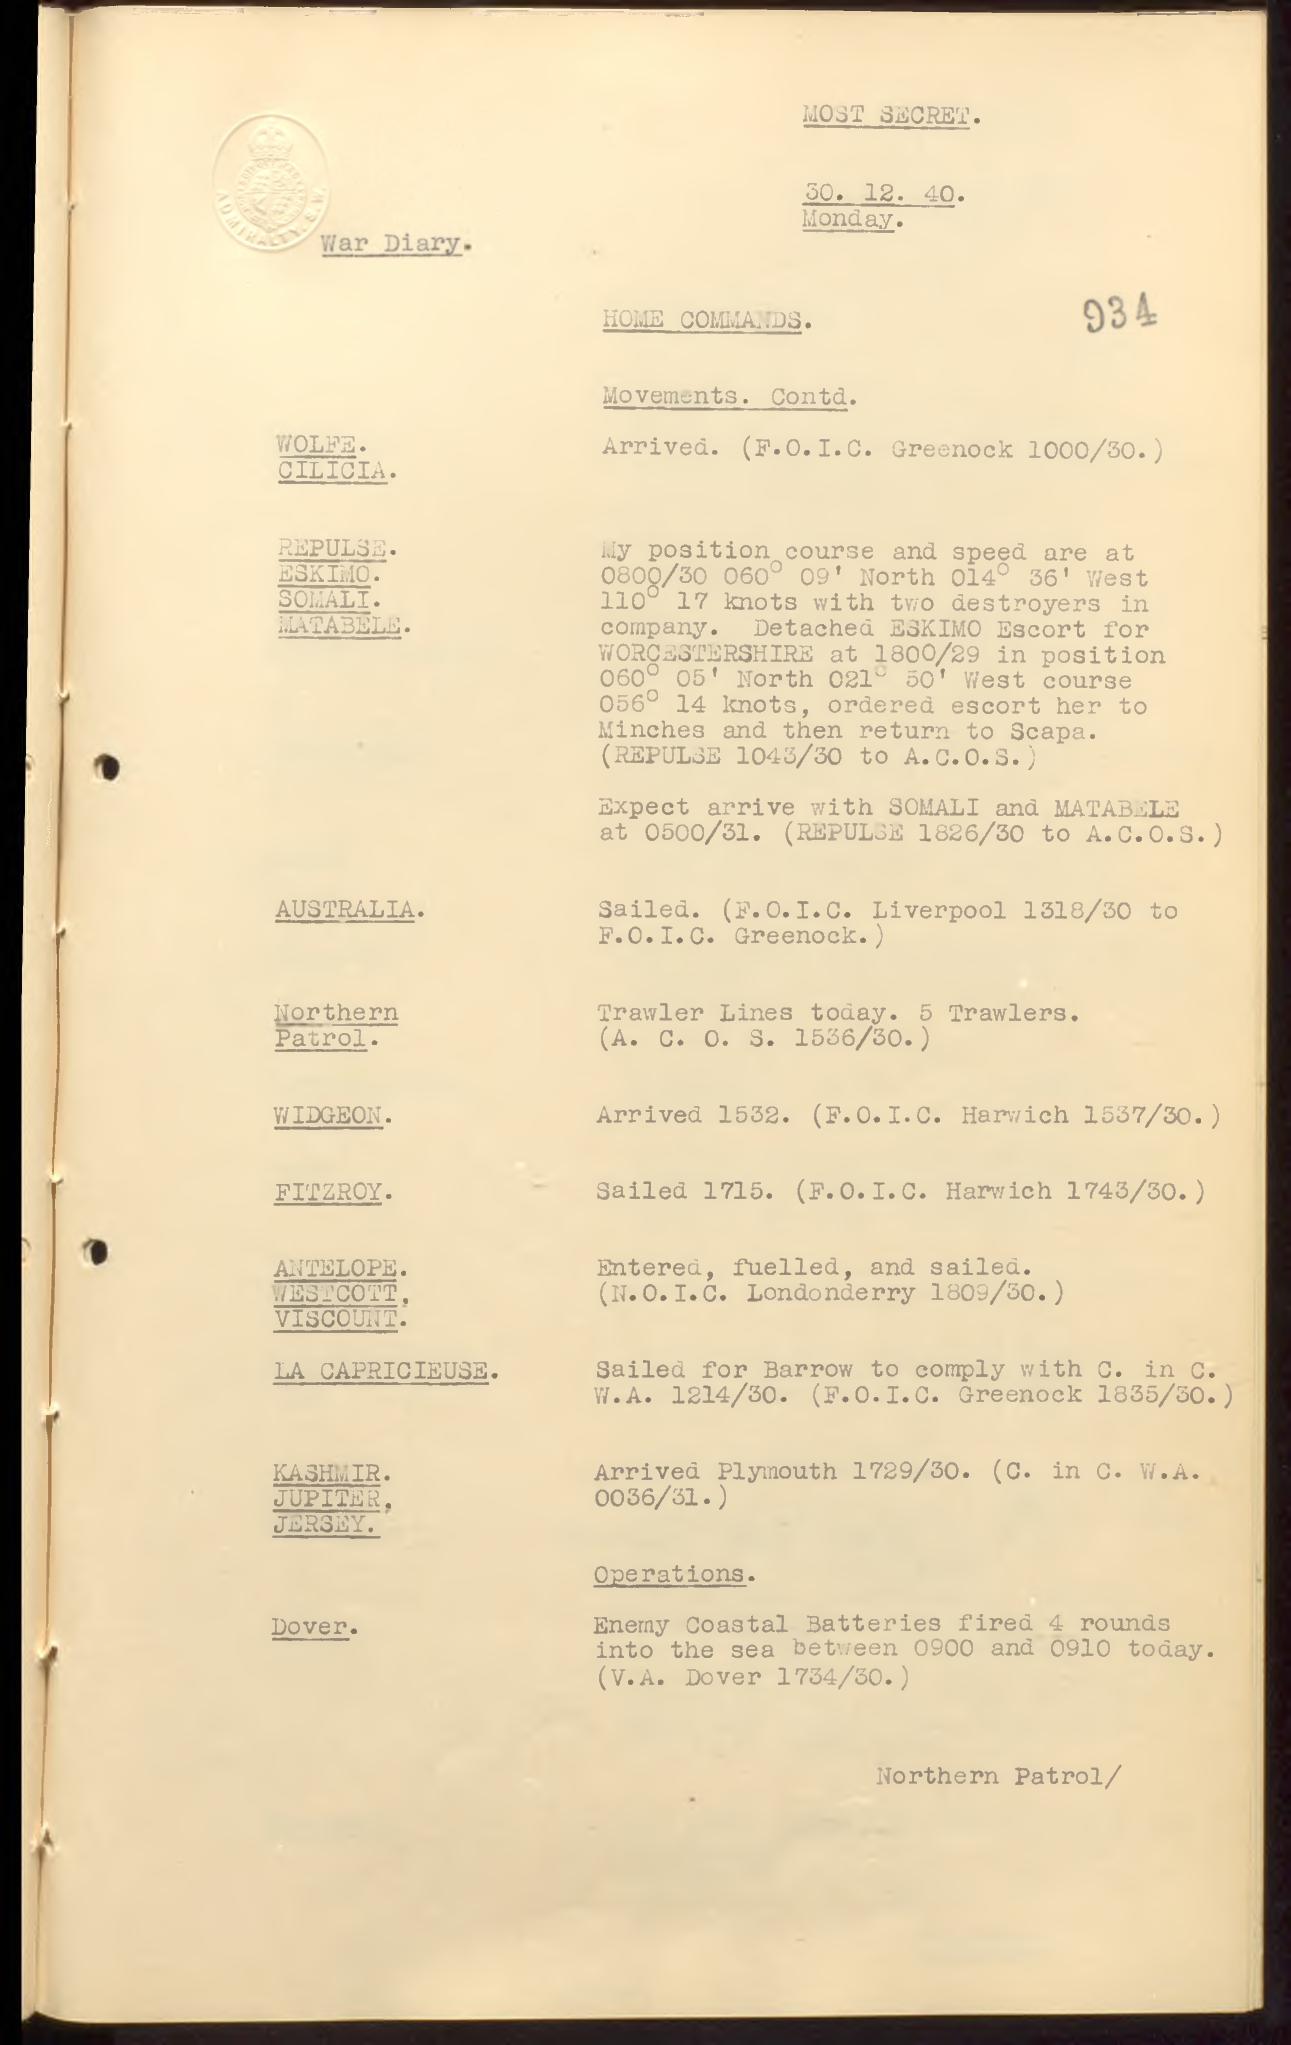 MOST SECRET.
30. 12. 40.
Monday.
ADMIRALTY. S.W.
War Diary.
HOME COMMANDS.
934
Movements. Contd.
WOLFE.
CILICIA.
Arrived. (F.O.I.C. Greenock 1000/30.)
REPULSE.
ESKIMO.
SOMALI.
MATABELE.
My position course and speed are at
0800/30 060° 09' North 014° 36' West
110° 17 knots with two destroyers in
company. Detached ESKIMO Escort for
WORCESTERSHIRE at 1800/29 in position
060° 05' North 021° 50' West course
056° 14 knots, ordered escort her to
Minches and then return to Scapa.
(REPULSE 1043/30 to A.C.O.S.)
Expect arrive with SOMALI and MATABELE
at 0500/31. (REPULSE 1826/30 to A.C.O.S.)
AUSTRALIA.
Sailed. (F.O.I.C. Liverpool 1318/30 to
F.O.I.C. Greenock.)
Northern
Patrol.
Trawler Lines today. 5 Trawlers.
(A. C. O. S. 1536/30.)
WIDGEON.
Arrived 1532. (F.O.I.C. Harwich 1537/30.)
FITZROY.
Sailed 1715. (F.O.I.C. Harwich 1743/30.)
ANTELOPE.
WESTCOTT,
VISCOUNT.
Entered, fuelled, and sailed.
(N.O.I.C. Londonderry 1809/30.)
LA CAPRICIEUSE.
Sailed for Barrow to comply with C. in C.
W.A. 1214/30. (F.O.I.C. Greenock 1835/30.)
KASHMIR.
JUPITER,
JERSEY.
Arrived Plymouth 1729/30. (C. in C. W.A.
0036/31.)
Operations.
Dover.
Enemy Coastal Batteries fired 4 rounds
into the sea between 0900 and 0910 today.
(V.A. Dover 1734/30.)
Northern Patrol/